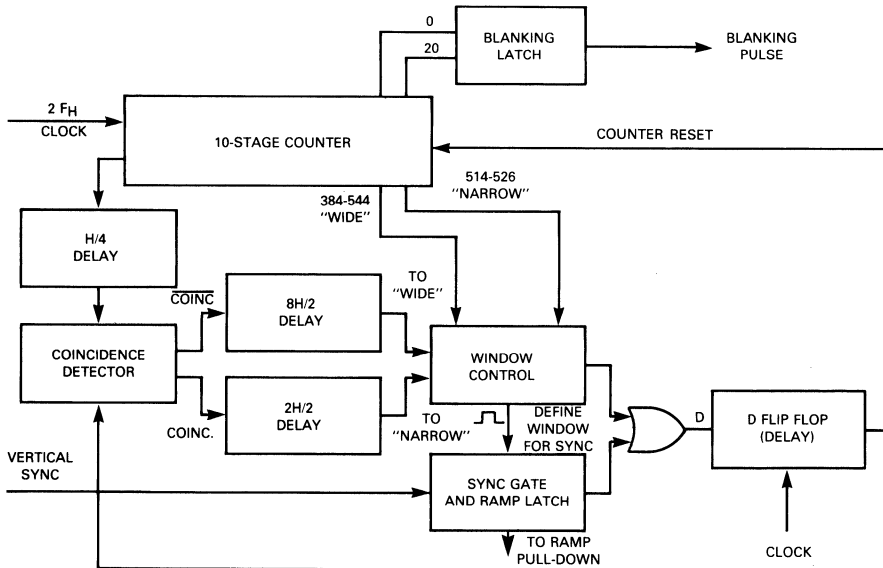 0
20
BLANKING
LATCH
BLANKING
PULSE
2 FH
CLOCK
10-STAGE COUNTER
COUNTER RESET
384-544
"WIDE"
514-526
"NARROW"
H/4
DELAY
COINC
8H/2
DELAY
TO
"WIDE"
COINCIDENCE
DETECTOR
WINDOW
CONTROL
COINC.
2H/2
DELAY
TO
"NARROW"
DEFINE
WINDOW
FOR SYNC
D
D FLIP FLOP
(DELAY)
VERTICAL
SYNC
SYNC GATE
AND RAMP LATCH
TO RAMP
PULL-DOWN
CLOCK